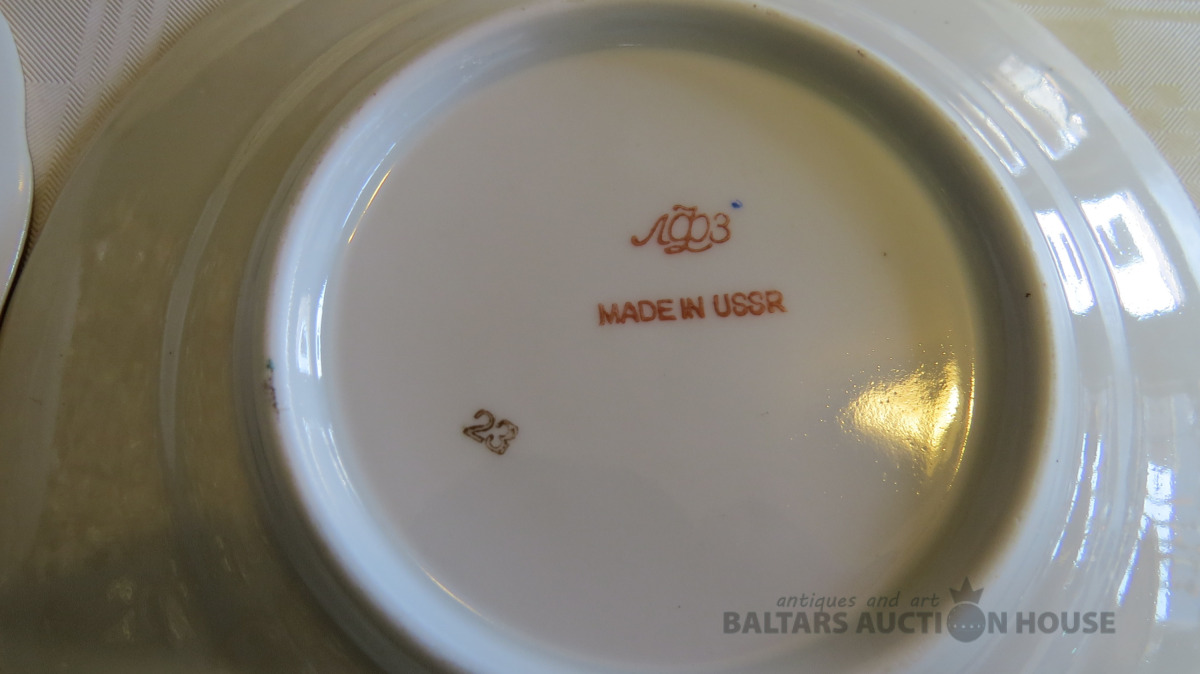 ЛФЗ
MADE IN USSR
23
antiques and art
BALTARS AUCTION HOUSE